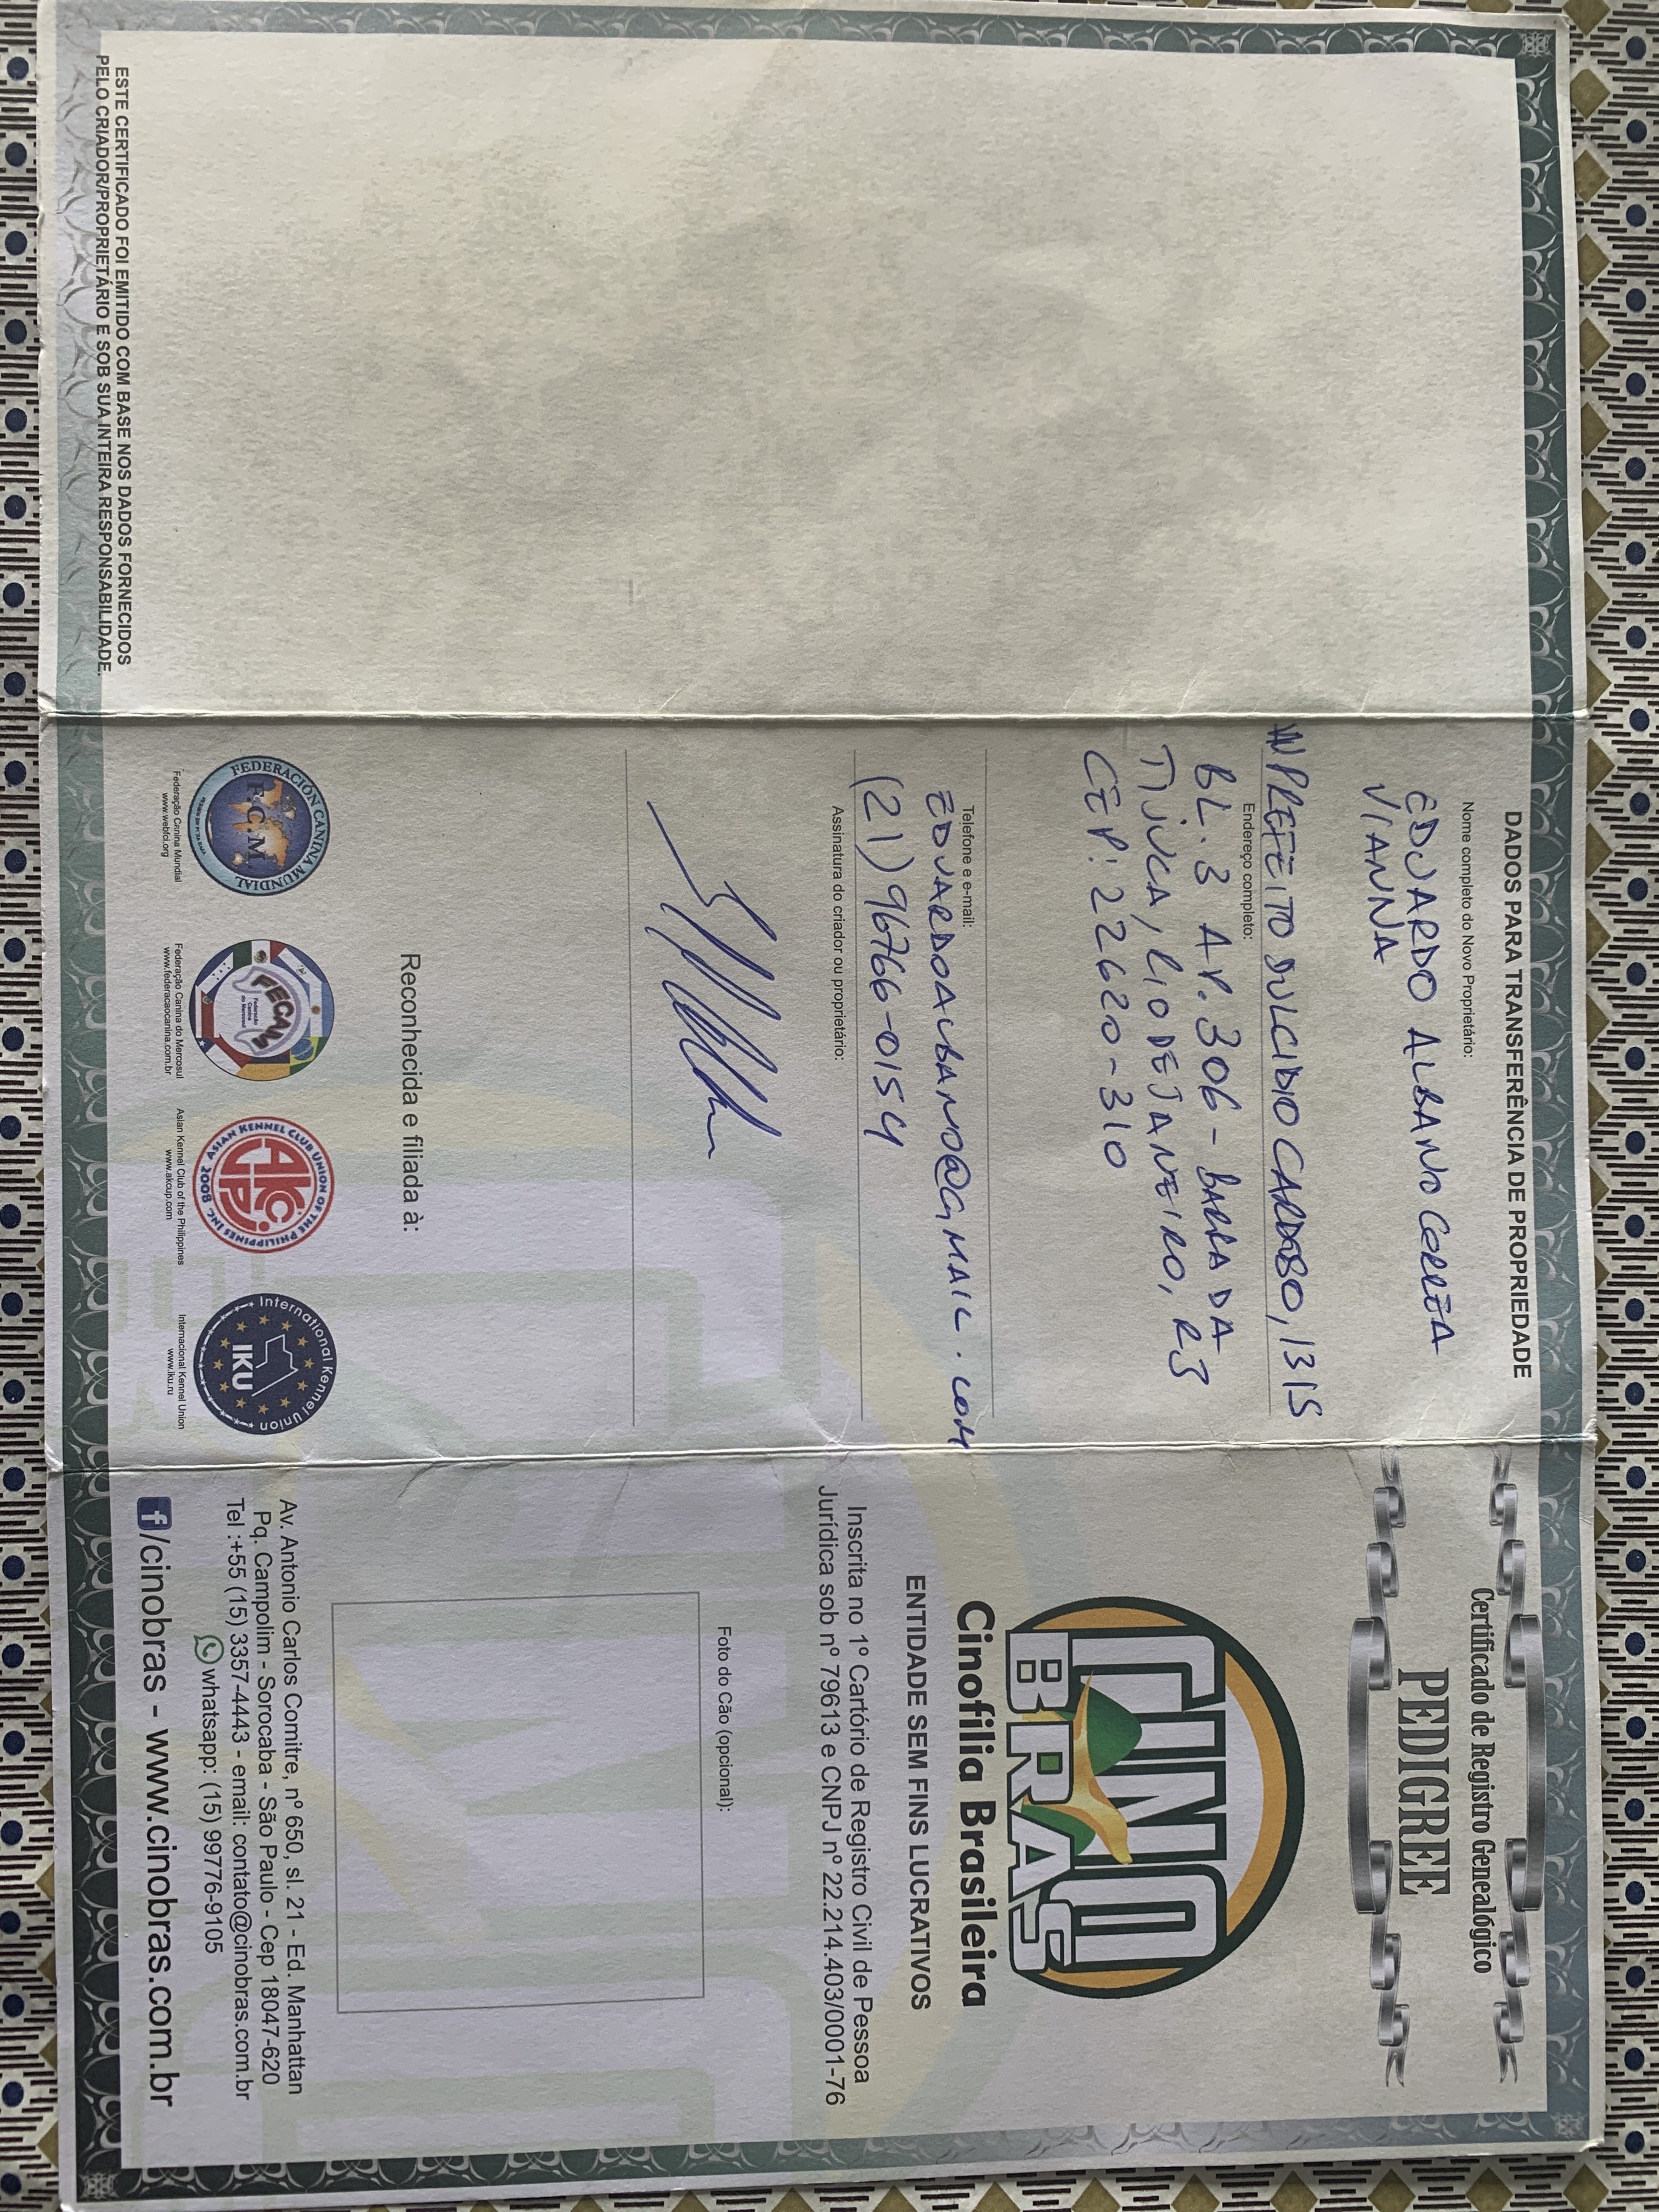 ESTE CERTIFICADO FOI EMITIDO COM BASE NOS DADOS FORNECIDOS
PELO CRIADOR/PROPRIETÁRIO E SOB SUA INTEIRA RESPONSABILIDADE.
DADOS PARA TRANSFERÊNCIA DE PROPRIEDADE
Nome completo do Novo Proprietário:
EDUARDO ALBANO CORRÊA
VIANNA
PREFEITO DULCIDIO CARDOSO, 1315
Endereço completo:
BL. 3 AP. 306 - BARRA DA
TIJUCA, RIO DE JANEIRO, RJ
CEP: 22620-310
Telefone e e-mail:
EDUARDOALBANO@GMAIL.COM
(21) 96766-0154
Assinatura do criador ou proprietário:
Reconhecida e filiada à:
FEDERACIÓN CANINA MUNDIAL
F.C.M
FECAM
ASIAN KENNEL CLUB UNION OF THE PHILIPPINES INC. 2008
AKCUP
International Kennel Union
IKU
Federação Canina Mundial
www.webfci.org
Federação Canina do Mercosul
www.federacaocanina.com.br
Asian Kennel Club of the Philippines
www.akcup.com
Internacional Kennel Union
www.iku.ru
Certificado de Registro Genealógico
PEDIGREE
CINO
BRAS
Cinofilia Brasileira
ENTIDADE SEM FINS LUCRATIVOS
Inscrita no 1º Cartório de Registro Civil de Pessoa
Jurídica sob nº 79613 e CNPJ nº 22.214.403/0001-76
Foto do Cão (opcional):
Av. Antonio Carlos Comitre, nº 650, sl. 21 - Ed. Manhattan
Pq. Campolim - Sorocaba - São Paulo - Cep 18047-620
Tel :+55 (15) 3357-4443 - email: contato@cinobras.com.br
whatsapp: (15) 99776-9105
f/cinobras - www.cinobras.com.br